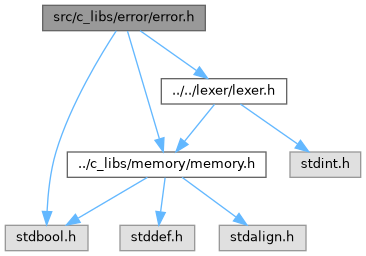 src/c_libs/error/error.h
../../lexer/lexer.h
../c_libs/memory/memory.h
stdint.h
stdbool.h
stddef.h
stdalign.h